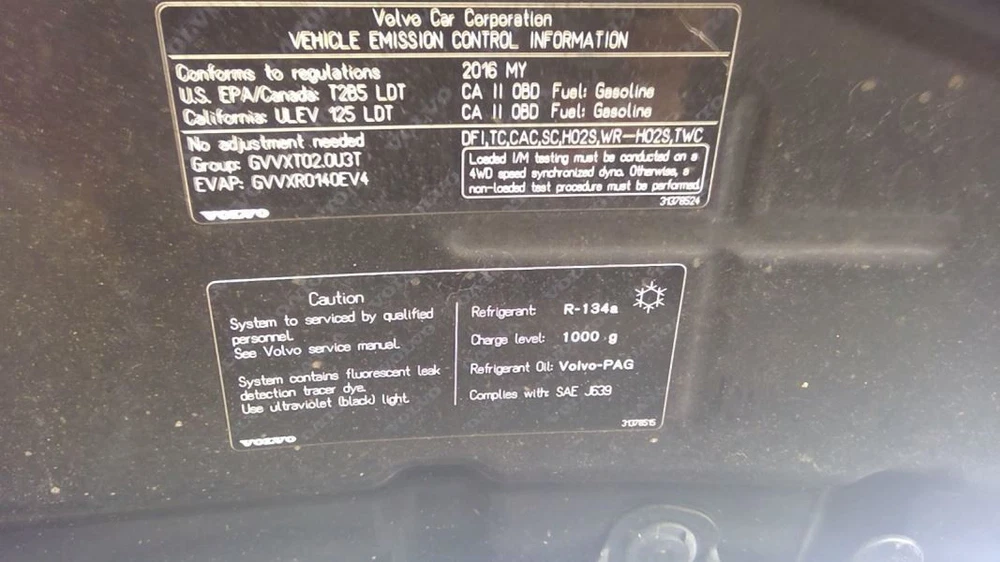 Volvo Car Corporation
VEHICLE EMISSION CONTROL INFORMATION
Conforms to regulations 2016 MY
U.S. EPA/Canada: T2B5 LDT CA II OBD Fuel: Gasoline
California: ULEV 125 LDT CA II OBD Fuel: Gasoline
No adjustment needed DFI,TC,CAC,SC,HO2S,WR-HO2S,TWC
Group: GVVXT02.0U3T
EVAP: GVVXR0140EV4
Loaded I/M testing must be conducted on a
4WD speed synchronized dyno. Otherwise, a
non-loaded test procedure must be performed.
VOLVO 31378524
Caution
System to serviced by qualified
personnel.
See Volvo service manual.
System contains fluorescent leak
detection tracer dye.
Use ultraviolet (black) light.
Refrigerant: R-134a
Charge level: 1000 g
Refrigerant Oil: Volvo-PAG
Complies with: SAE J639
VOLVO 31378515